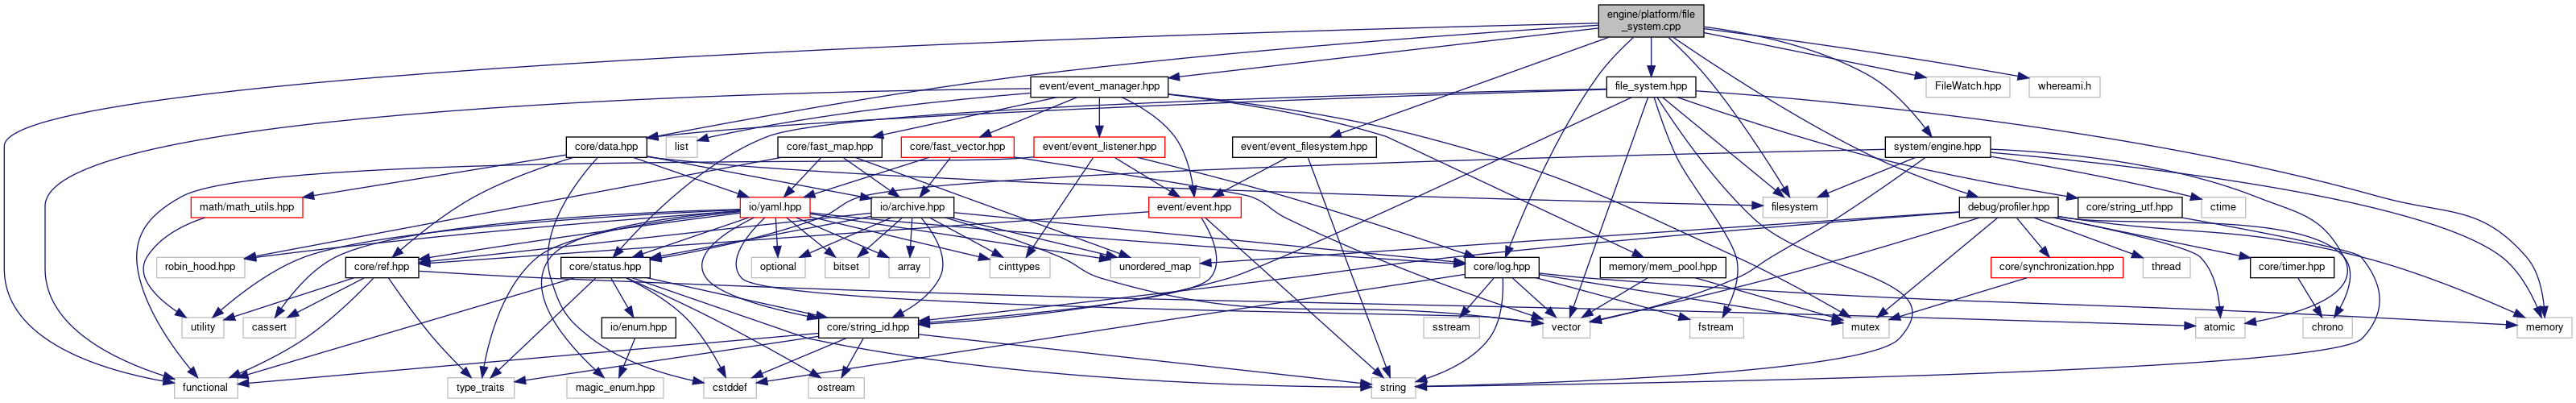 engine/platform/file
_system.cpp
event/event_manager.hpp
file_system.hpp
FileWatch.hpp
whereami.h
core/data.hpp
list
core/fast_map.hpp
core/fast_vector.hpp
event/event_listener.hpp
event/event_filesystem.hpp
system/engine.hpp
math/math_utils.hpp
io/yaml.hpp
io/archive.hpp
event/event.hpp
filesystem
debug/profiler.hpp
core/string_utf.hpp
ctime
robin_hood.hpp
core/ref.hpp
core/status.hpp
optional
bitset
array
cinttypes
unordered_map
core/log.hpp
memory/mem_pool.hpp
core/synchronization.hpp
thread
core/timer.hpp
utility
cassert
io/enum.hpp
core/string_id.hpp
sstream
vector
fstream
mutex
atomic
chrono
memory
functional
type_traits
magic_enum.hpp
cstddef
ostream
string